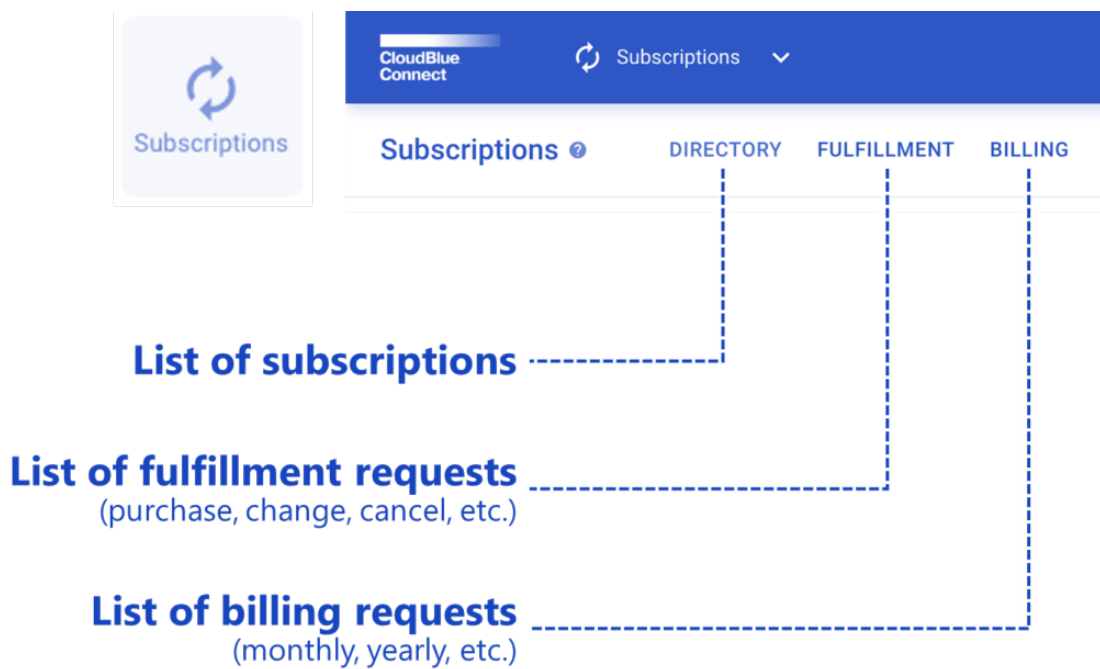 Subscriptions
CloudBlue
Connect
Subscriptions
Subscriptions
DIRECTORY
FULFILLMENT
BILLING
List of subscriptions
List of fulfillment requests
(purchase, change, cancel, etc.)
List of billing requests
(monthly, yearly, etc.)